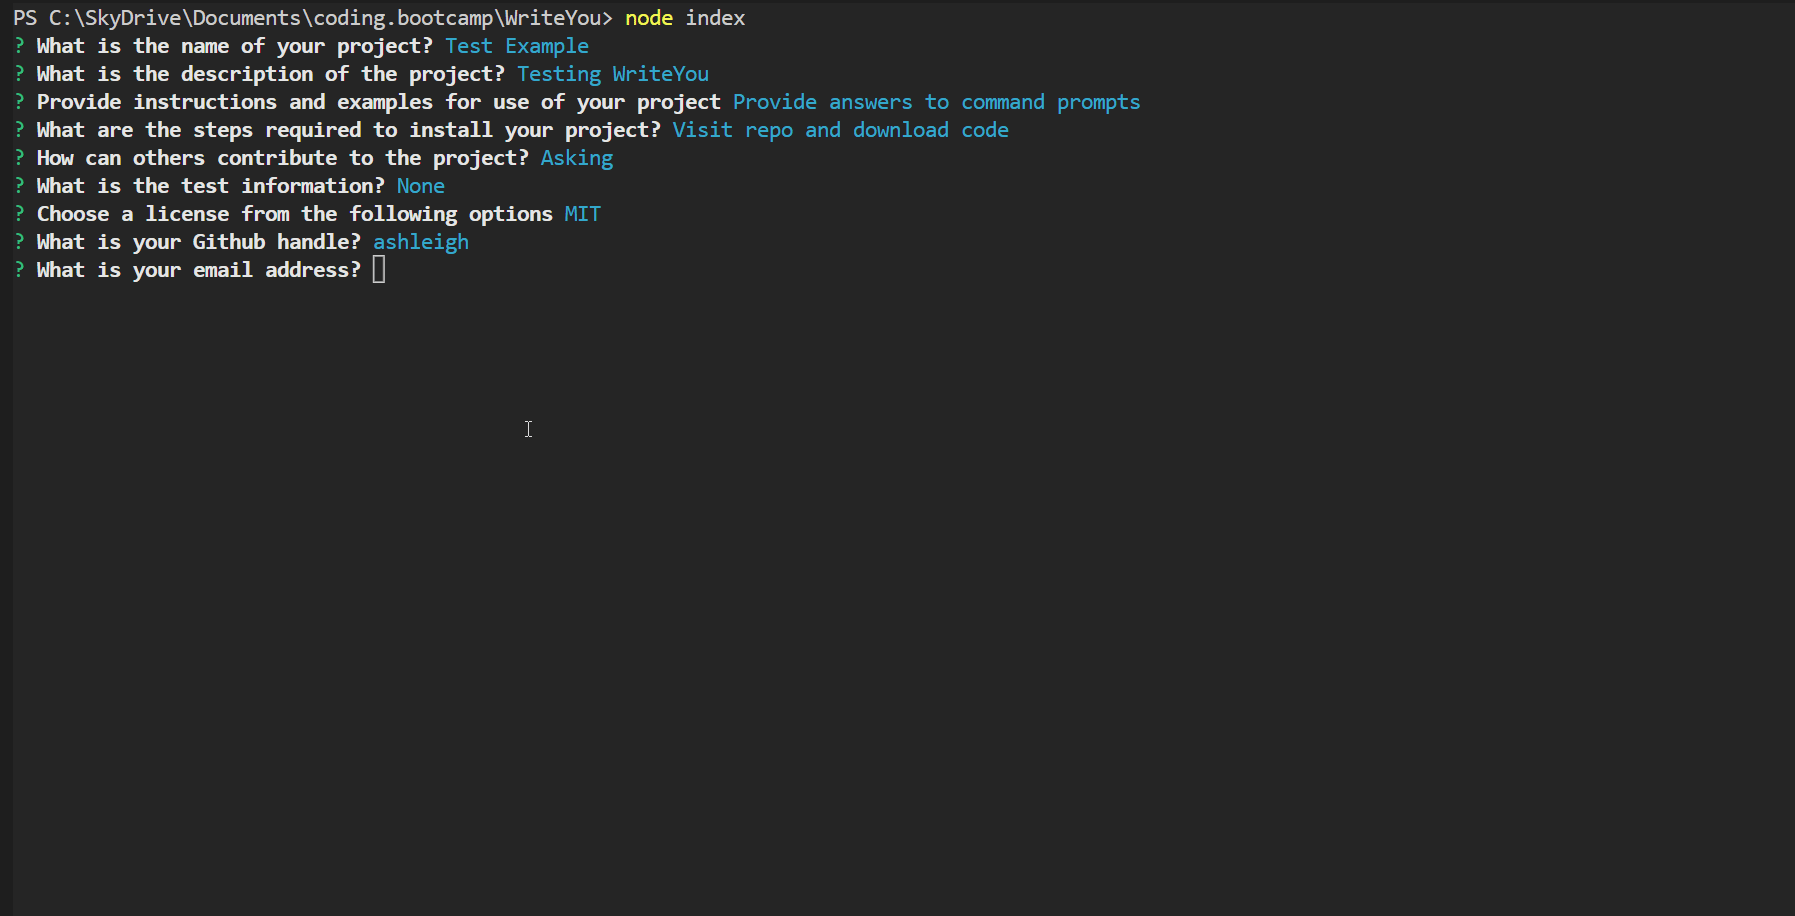 PS C:\SkyDrive\Documents\coding.bootcamp\WriteYou> node index
? What is the name of your project? Test Example
? What is the description of the project? Testing WriteYou
? Provide instructions and examples for use of your project Provide answers to command prompts
? What are the steps required to install your project? Visit repo and download code
? How can others contribute to the project? Asking
? What is the test information? None
? Choose a license from the following options MIT
? What is your Github handle? ashleigh
? What is your email address?